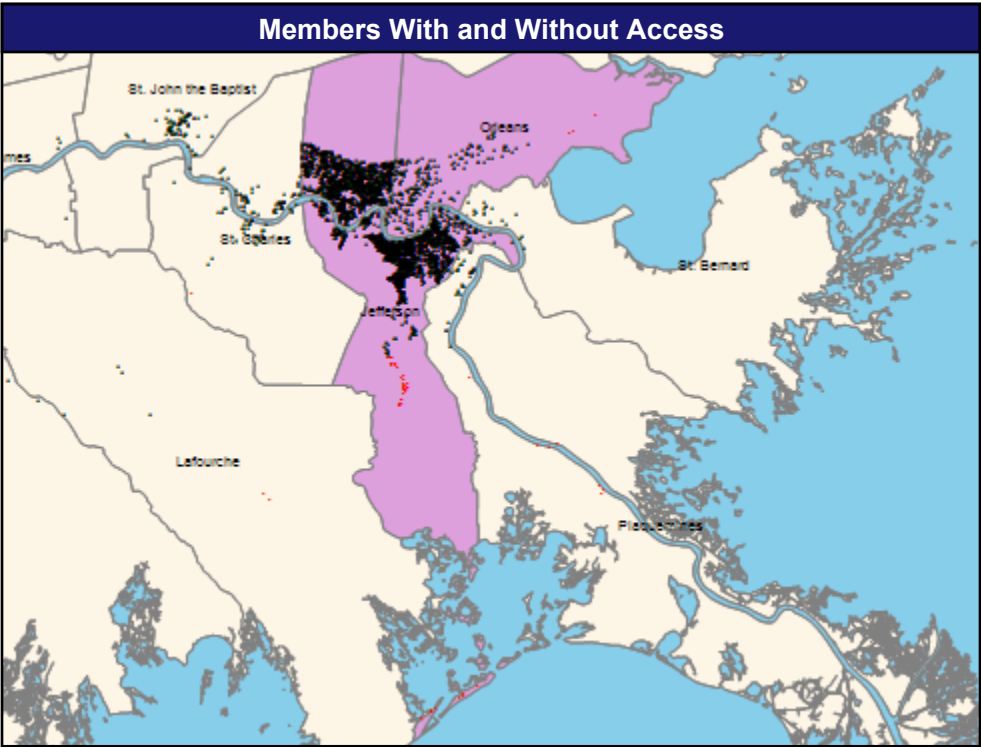 Members With and Without Access
St. John the Baptist
Orleans
mes
St. Charles
St. Bernard
Jefferson
Lafourche
Plaquemines